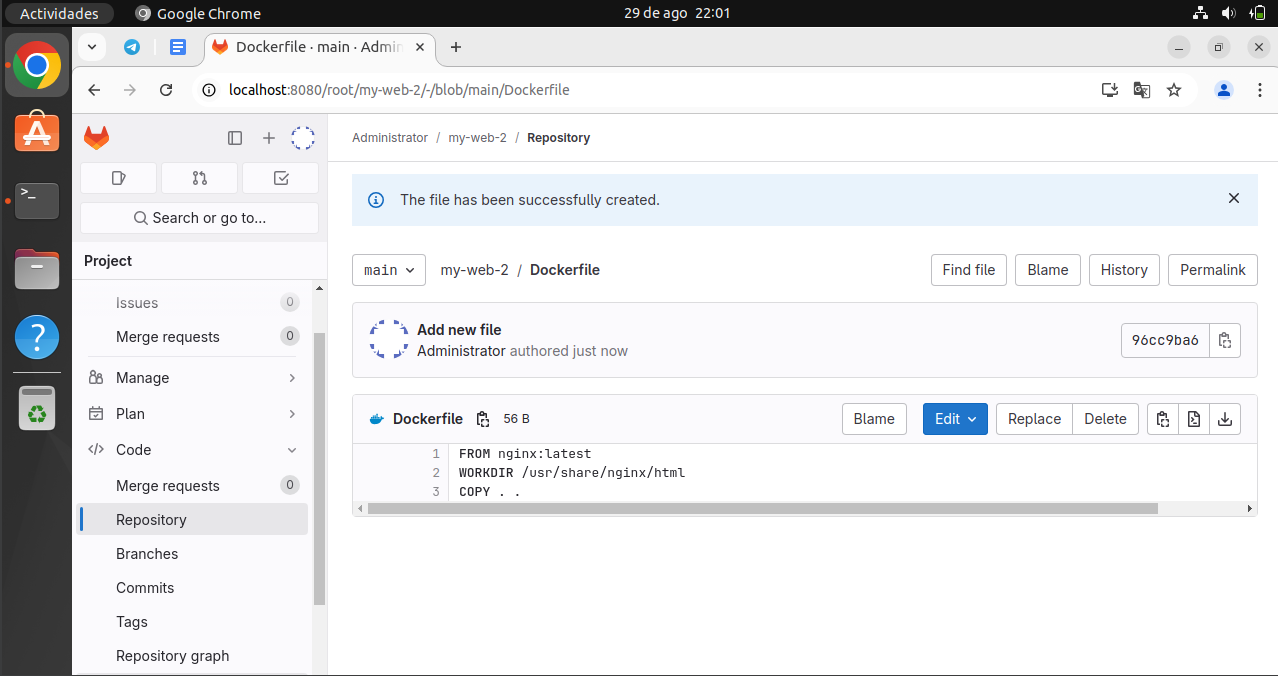 Actividades
Google Chrome
29 de ago 22:01
Dockerfile · main · Admin
localhost:8080/root/my-web-2/-/blob/main/Dockerfile
Administrator / my-web-2 / Repository
Search or go to...
The file has been successfully created.
Project
main
my-web-2 / Dockerfile
Find file
Blame
History
Permalink
Issues 0
Merge requests 0
Manage
Plan
Code
Merge requests 0
Repository
Branches
Commits
Tags
Repository graph
Add new file
Administrator authored just now
96cc9ba6
Dockerfile 56 B
Blame
Edit
Replace
Delete
1 FROM nginx:latest
2 WORKDIR /usr/share/nginx/html
3 COPY . .